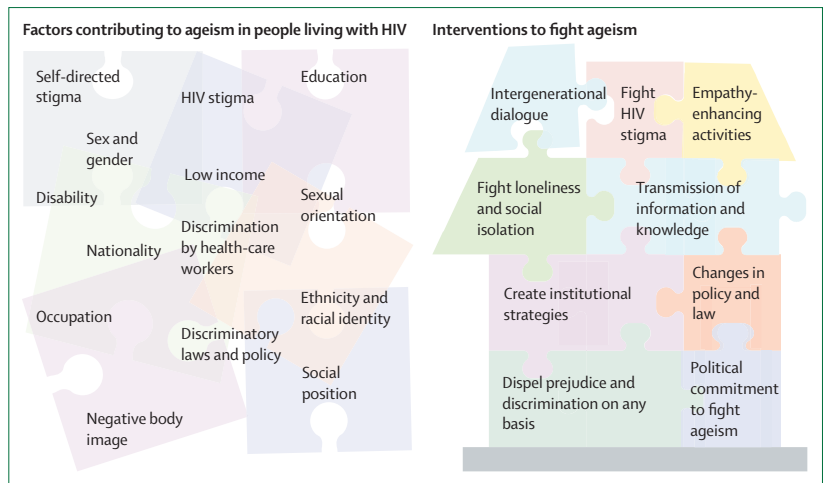 Factors contributing to ageism in people living with HIV
Self-directed
stigma
HIV stigma
Education
Sex and
gender
Low income
Disability
Sexual
orientation
Nationality
Discrimination
by health-care
workers
Occupation
Ethnicity and
racial identity
Discriminatory
laws and policy
Social
position
Negative body
image
Interventions to fight ageism
Intergenerational
dialogue
Fight
HIV
stigma
Empathy-
enhancing
activities
Fight loneliness
and social
isolation
Transmission of
information and
knowledge
Create institutional
strategies
Changes in
policy and
law
Dispel prejudice and
discrimination on any
basis
Political
commitment
to fight
ageism